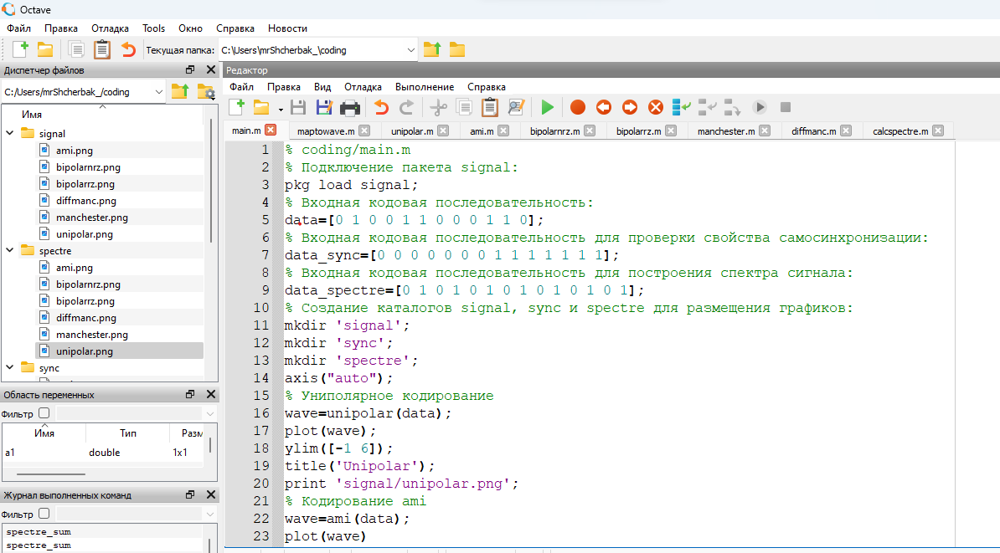 Octave
Файл Правка Отладка Tools Окно Справка Новости
Текущая папка: C:\Users\mrShcherbak_\coding
Диспетчер файлов
C:/Users/mrShcherbak_/coding
Имя
signal
ami.png
bipolarnrz.png
bipolarrz.png
diffmanc.png
manchester.png
unipolar.png
spectre
ami.png
bipolarnrz.png
bipolarrz.png
diffmanc.png
manchester.png
unipolar.png
sync
Область переменных
Фильтр
Имя Тип Разм
a1 double 1x1
Журнал выполненных команд
Фильтр
spectre_sum
spectre_sum
Редактор
Файл Правка Вид Отладка Выполнение Справка
main.m maptowave.m unipolar.m ami.m bipolarnrz.m bipolarrz.m manchester.m diffmanc.m calcspectre.m
1 % coding/main.m
2 % Подключение пакета signal:
3 pkg load signal;
4 % Входная кодовая последовательность:
5 data=[0 1 0 0 1 1 0 0 0 1 1 0];
6 % Входная кодовая последовательность для проверки свойства самосинхронизации:
7 data_sync=[0 0 0 0 0 0 0 1 1 1 1 1 1 1];
8 % Входная кодовая последовательность для построения спектра сигнала:
9 data_spectre=[0 1 0 1 0 1 0 1 0 1 0 1 0 1];
10 % Создание каталогов signal, sync и spectre для размещения графиков:
11 mkdir 'signal';
12 mkdir 'sync';
13 mkdir 'spectre';
14 axis("auto");
15 % Униполярное кодирование
16 wave=unipolar(data);
17 plot(wave);
18 ylim([-1 6]);
19 title('Unipolar');
20 print 'signal/unipolar.png';
21 % Кодирование ami
22 wave=ami(data);
23 plot(wave)